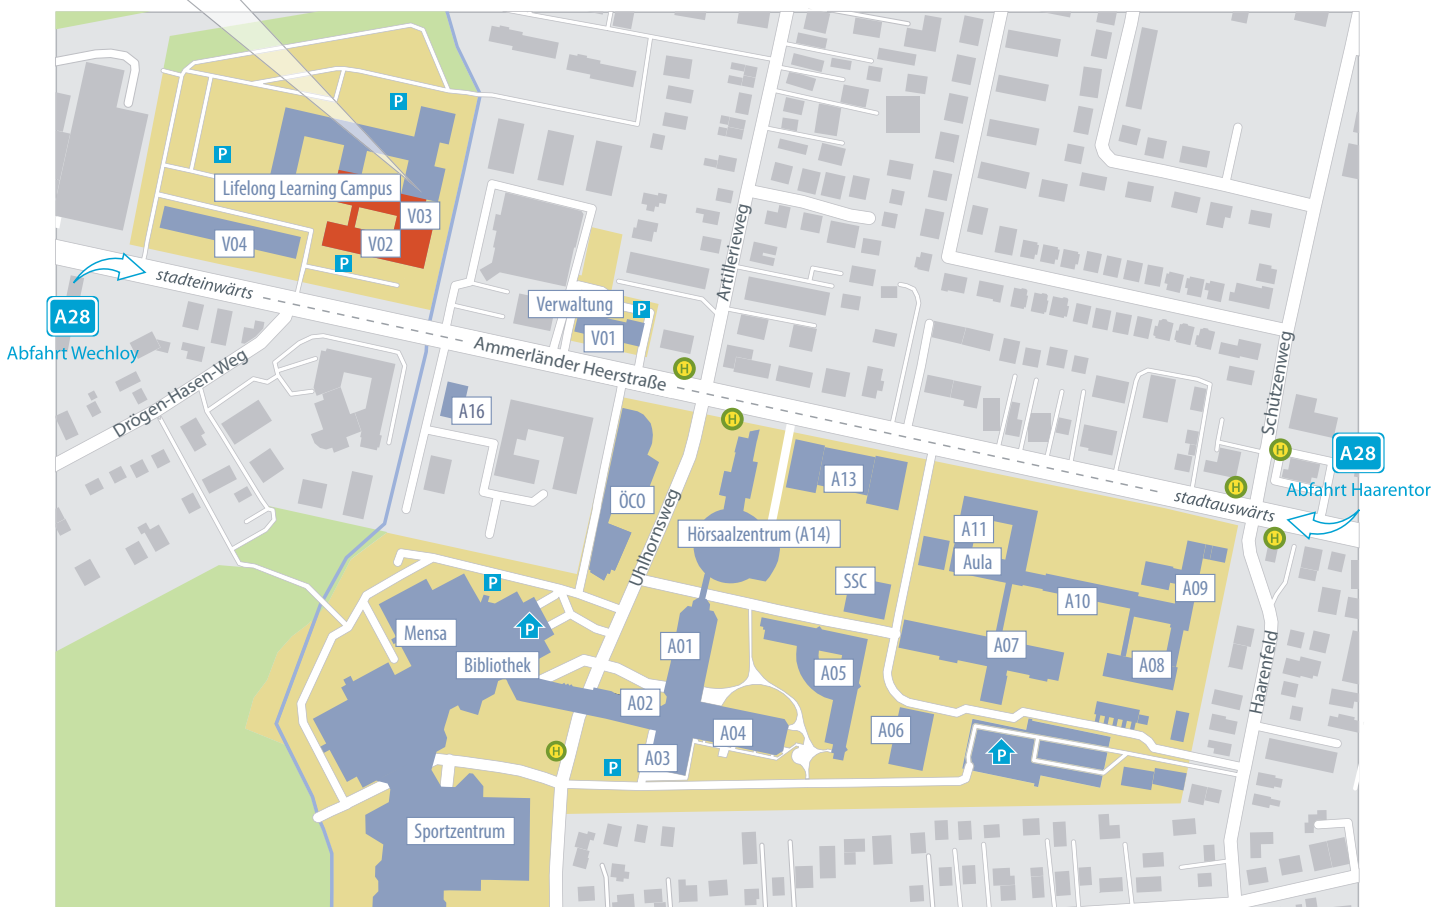 P
P
Lifelong Learning Campus
V03
V04
V02
P
stadteinwärts
A28
Abfahrt Wechloy
Drögen-Hasen-Weg
Verwaltung
P
V01
Artillerieweg
Ammerländer Heerstraße
H
H
Schützenweg
A16
H
A28
Abfahrt Haarentor
H
stadtauswärts
H
A13
ÖCO
Uhlhornsweg
Hörsaalzentrum (A14)
A11
Aula
SSC
A10
A09
P
P
Mensa
Bibliothek
A01
A07
A08
A05
Haarenfeld
A02
A04
A06
H
P
A03
P
Sportzentrum